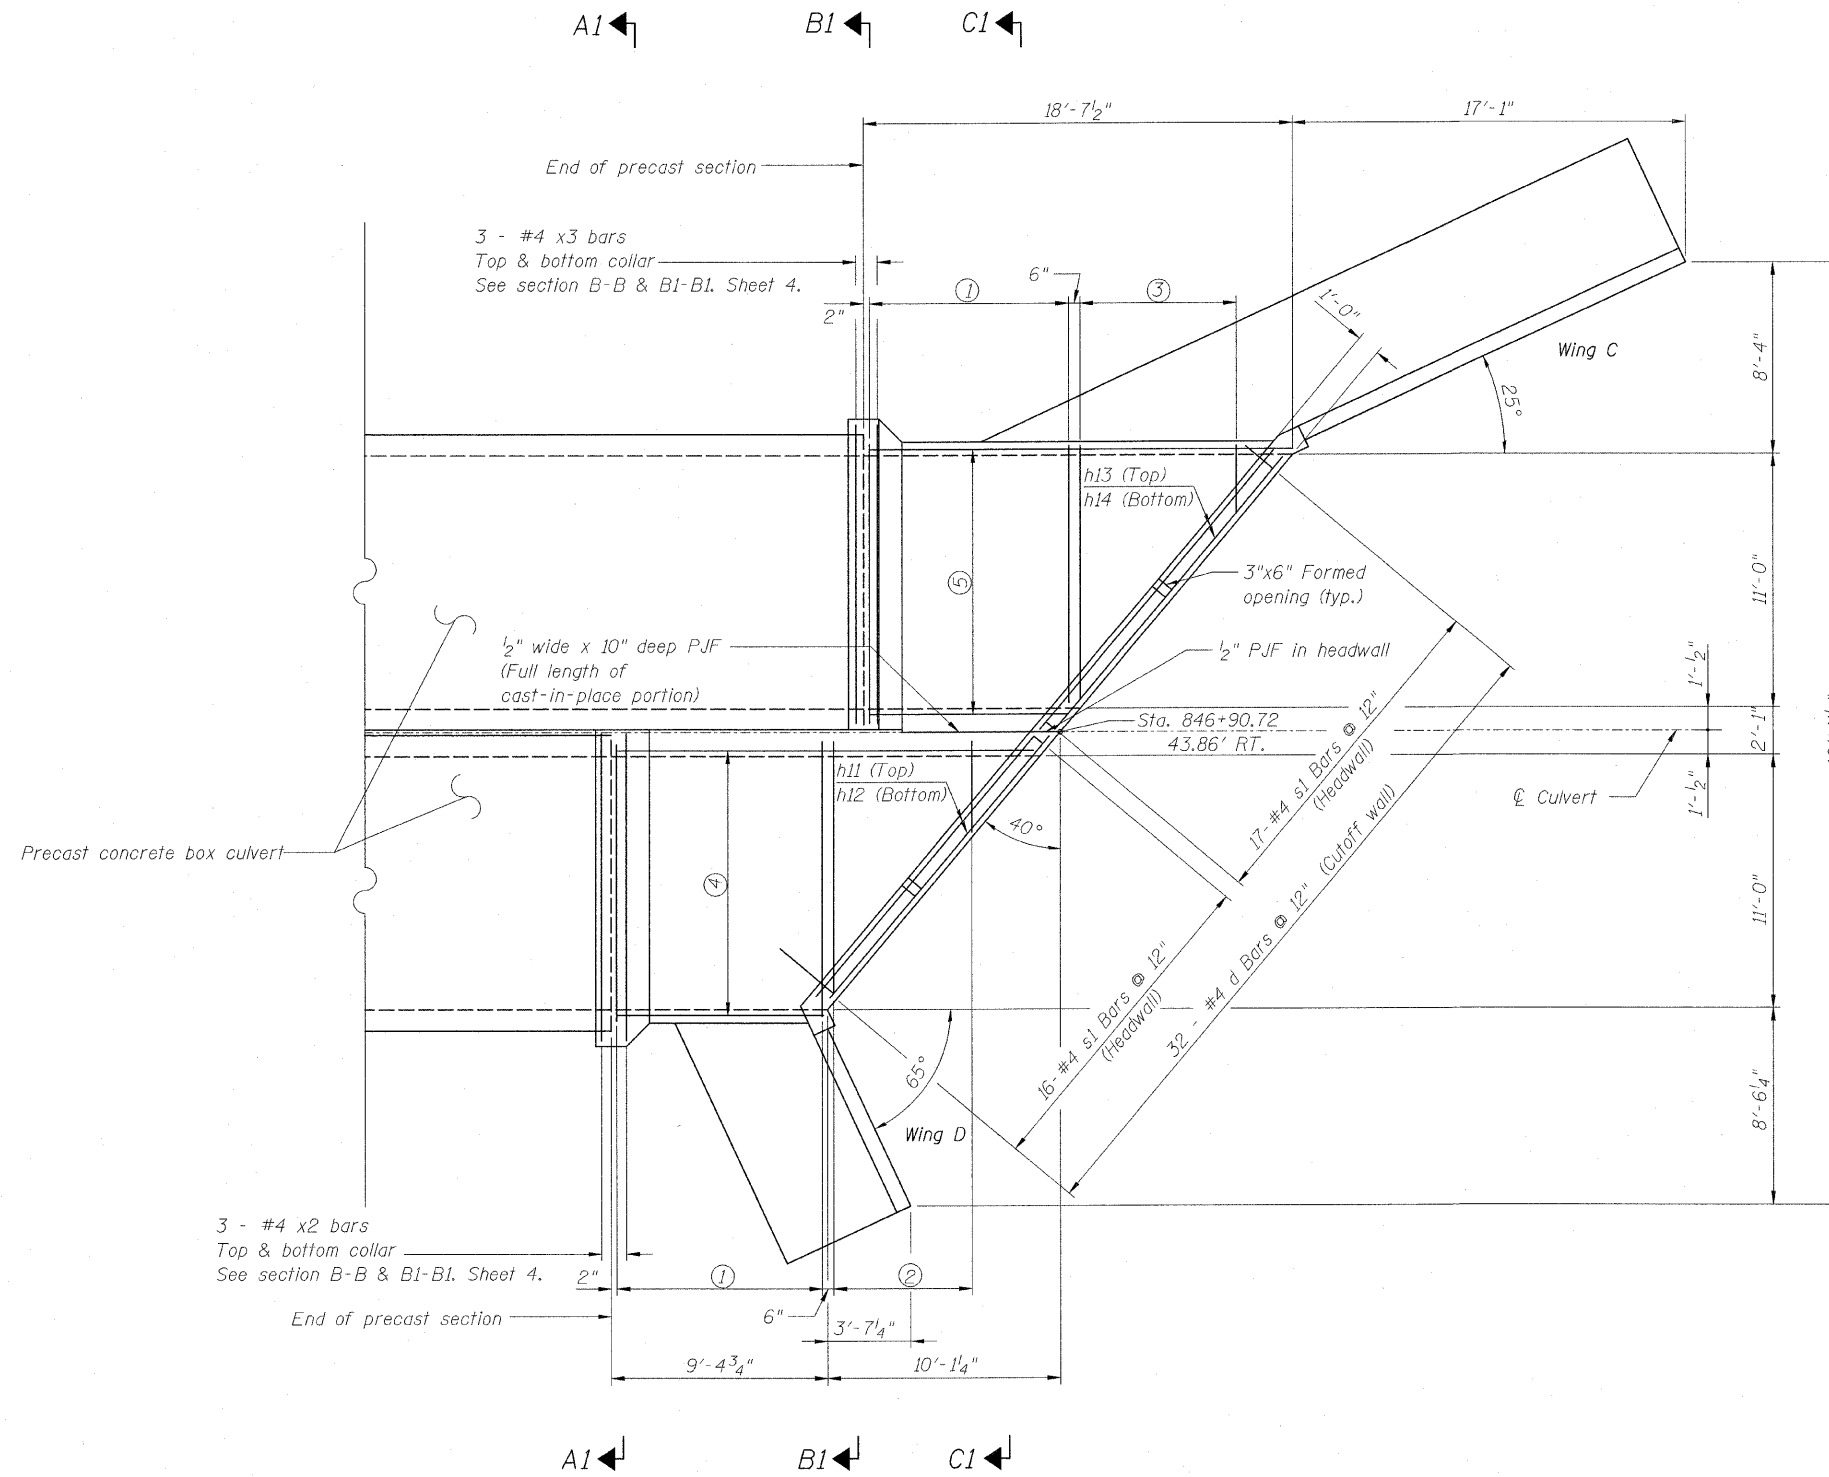 A1
B1
C1
18'-7½"
17'-1"
End of precast section
3 - #4 x3 bars
Top & bottom collar
See section B-B & B1-B1. Sheet 4.
6"
1
3
2"
1'-0"
Wing C
8'-4"
25°
h13 (Top)
h14 (Bottom)
5
3"x6" Formed
opening (typ.)
11'-0"
½" wide x 10" deep PJF
(Full length of
cast-in-place portion)
½" PJF in headwall
1'-½"
Sta. 846+90.72
43.86' RT.
2'-1"
17- #4 s1 Bars @ 12"
(Headwall)
h11 (Top)
h12 (Bottom)
40°
℄ Culvert
1'-½"
Precast concrete box culvert
4
11'-0"
16- #4 s1 Bars @ 12"
(Headwall)
32 - #4 d Bars @ 12" (Cutoff wall)
65°
Wing D
8'-6¼"
3 - #4 x2 bars
Top & bottom collar
See section B-B & B1-B1. Sheet 4.
2"
1
2
End of precast section
6"
3'-7¼"
9'-4¾"
10'-1¼"
A1
B1
C1